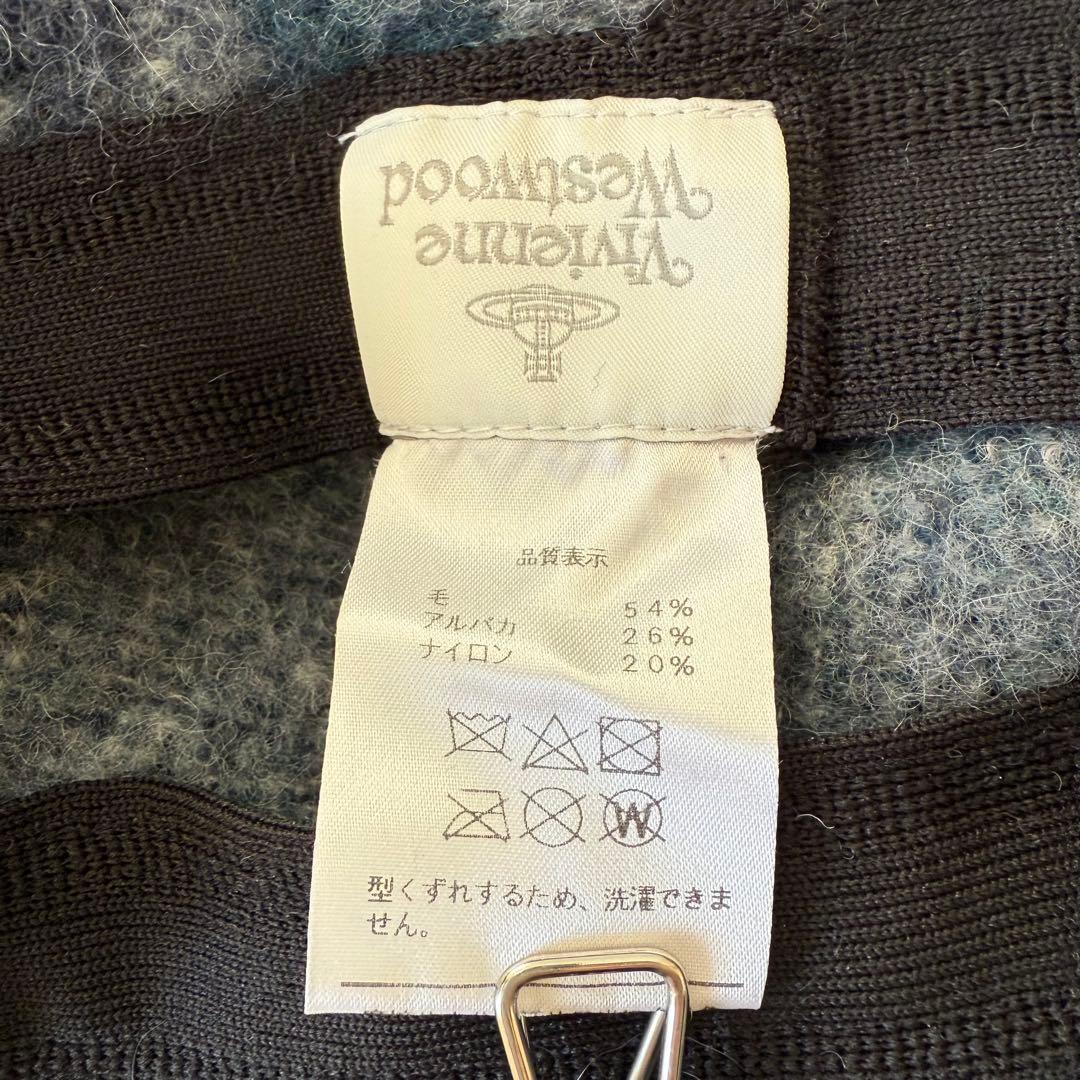 Vivienne
Westwood
品質表示
毛 54%
アルパカ 26%
ナイロン 20%
W
型くずれするため、洗濯できま
せん。